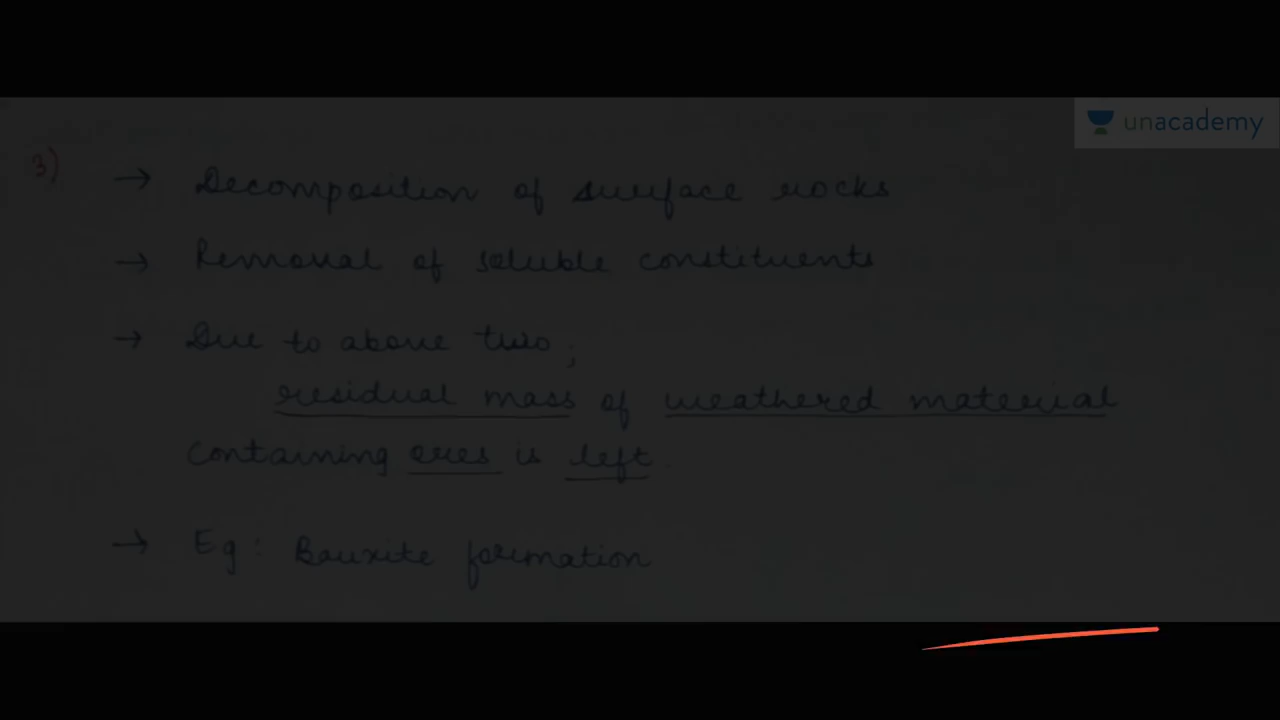 unacademy
3) → Decomposition of surface rocks
→ Removal of soluble constituents
→ Due to above two;
residual mass of weathered material
containing ores is left.
→ Eg: Bauxite formation